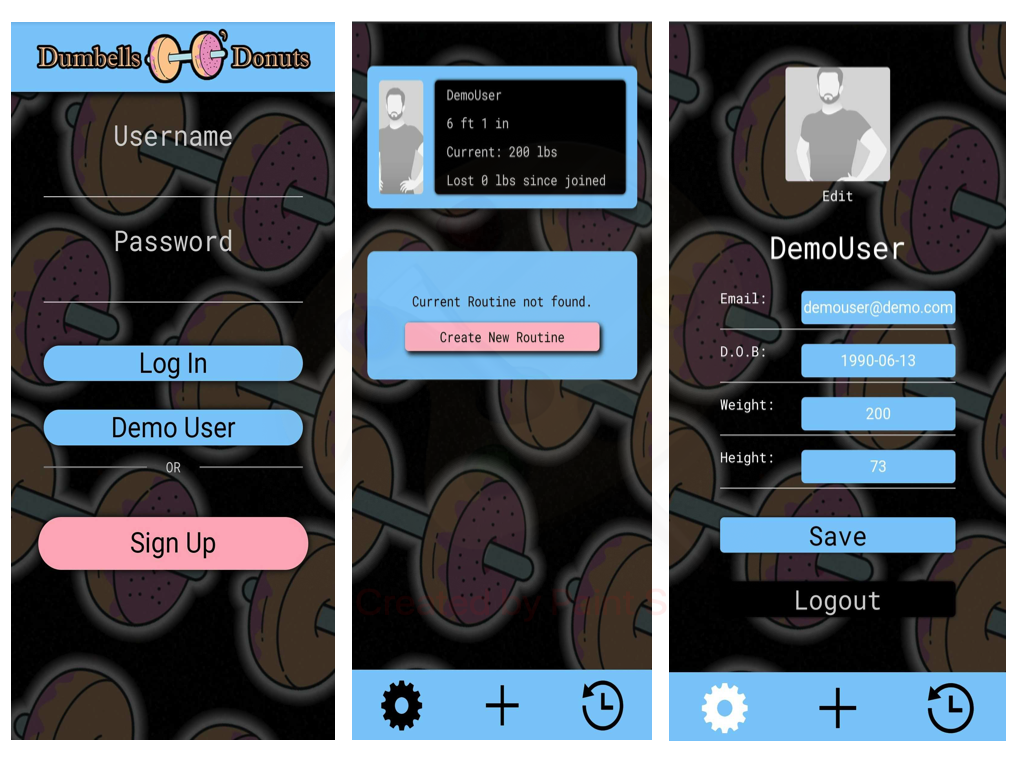 Dumbells O' Donuts
Username
Password
Log In
Demo User
OR
Sign Up
DemoUser
6 ft 1 in
Current: 200 lbs
Lost 0 lbs since joined
Current Routine not found.
Create New Routine
Edit
DemoUser
Email: demouser@demo.com
D.O.B: 1990-06-13
Weight: 200
Height: 73
Save
Logout